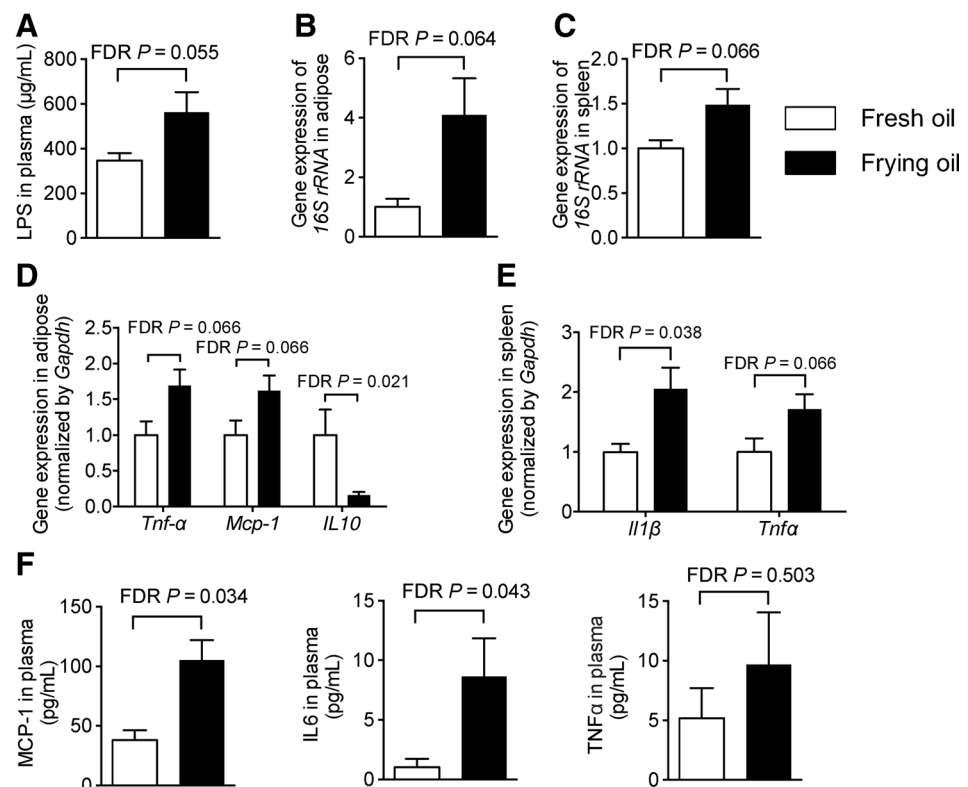 A
LPS in plasma (µg/mL)
FDR P = 0.055
800
600
400
200
0
B
Gene expression of
16S rRNA in adipose
FDR P = 0.064
6
4
2
0
C
Gene expression of
16S rRNA in spleen
FDR P = 0.066
2.0
1.5
1.0
0.5
0.0
Fresh oil
Frying oil
D
Gene expression in adipose
(normalized by Gapdh)
2.5
2.0
1.5
1.0
0.5
0.0
FDR P = 0.066
FDR P = 0.066
FDR P = 0.021
Tnf-α
Mcp-1
IL10
E
Gene expression in spleen
(normalized by Gapdh)
3
2
1
0
FDR P = 0.038
FDR P = 0.066
Il1β
Tnfα
F
MCP-1 in plasma
(pg/mL)
FDR P = 0.034
150
100
50
0
IL6 in plasma
(pg/mL)
FDR P = 0.043
15
10
5
0
TNFα in plasma
(pg/mL)
FDR P = 0.503
15
10
5
0